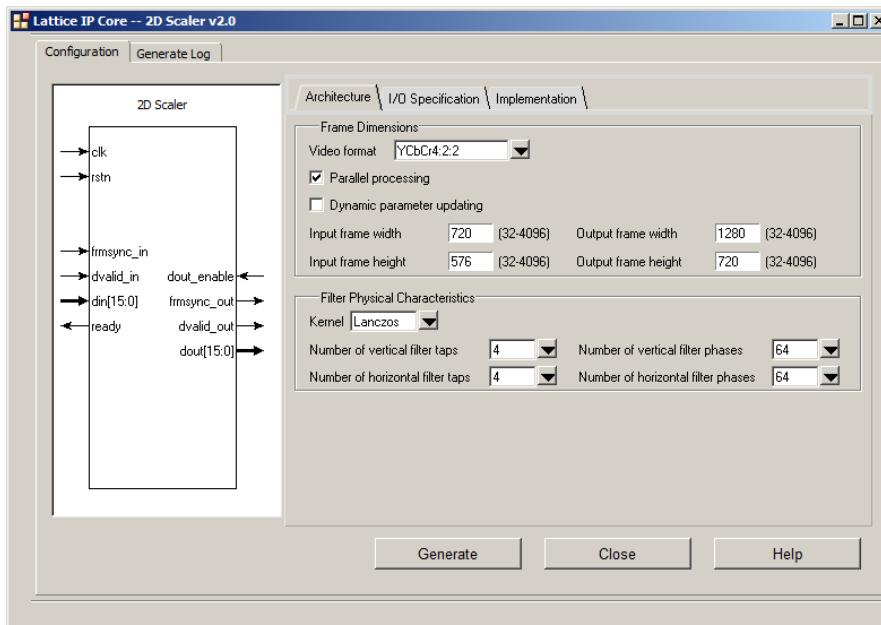 Lattice IP Core -- 2D Scaler v2.0
Configuration Generate Log
2D Scaler
clk
rstn
frmsync_in
dvalid_in dout_enable
din[15:0] frmsync_out
ready dvalid_out
dout[15:0]
Architecture I/O Specification Implementation
Frame Dimensions
Video format YCbCr4:2:2
Parallel processing
Dynamic parameter updating
Input frame width 720 (32-4096) Output frame width 1280 (32-4096)
Input frame height 576 (32-4096) Output frame height 720 (32-4096)
Filter Physical Characteristics
Kernel Lanczos
Number of vertical filter taps 4 Number of vertical filter phases 64
Number of horizontal filter taps 4 Number of horizontal filter phases 64
Generate Close Help